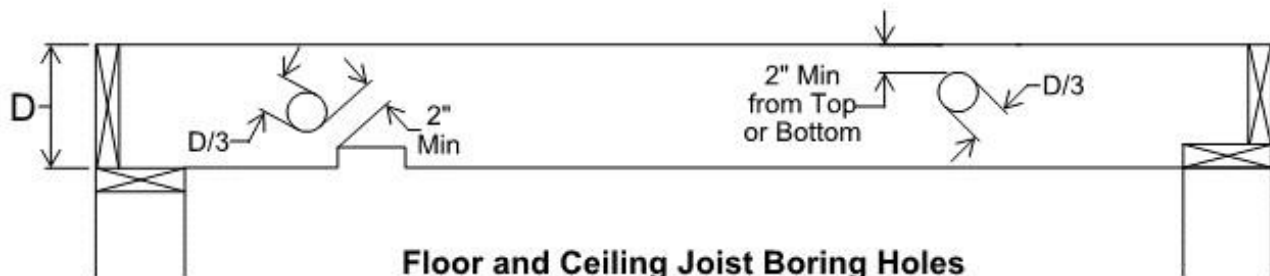 D
D/3
2"
Min
2" Min
from Top
or Bottom
D/3
Floor and Ceiling Joist Boring Holes